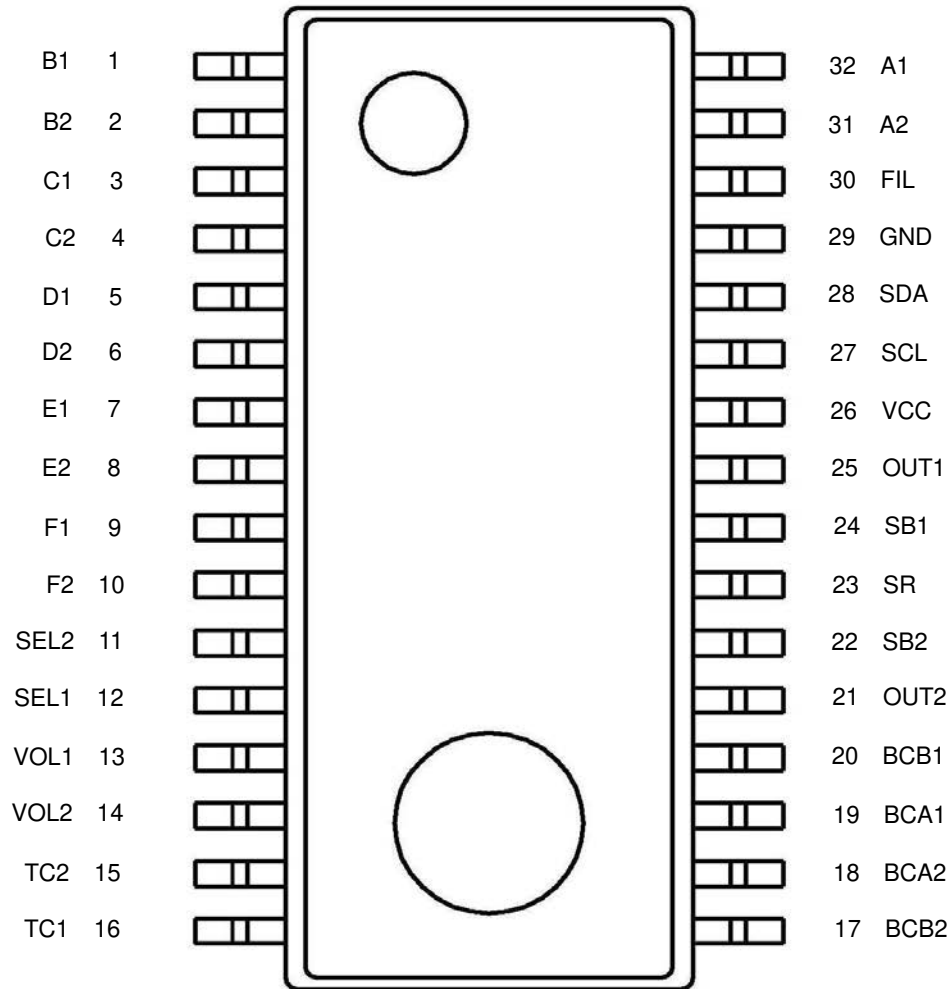 B1 1 32 A1
B2 2 31 A2
C1 3 30 FIL
C2 4 29 GND
D1 5 28 SDA
D2 6 27 SCL
E1 7 26 VCC
E2 8 25 OUT1
F1 9 24 SB1
F2 10 23 SR
SEL2 11 22 SB2
SEL1 12 21 OUT2
VOL1 13 20 BCB1
VOL2 14 19 BCA1
TC2 15 18 BCA2
TC1 16 17 BCB2